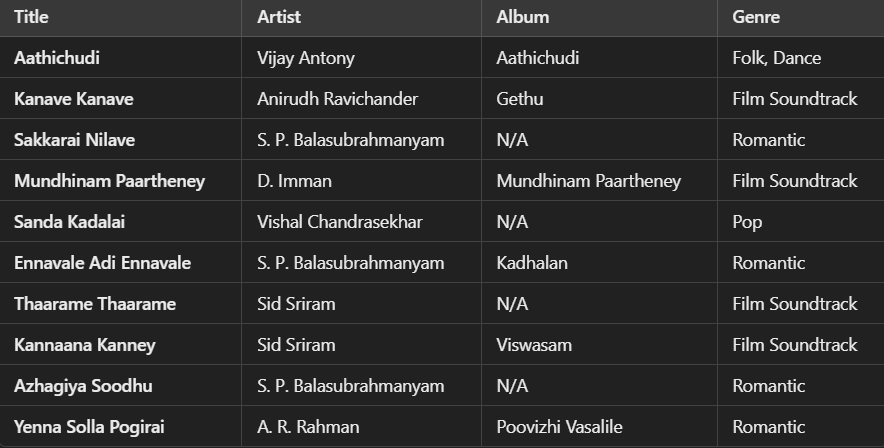 Title Artist Album Genre
Aathichudi Vijay Antony Aathichudi Folk, Dance
Kanave Kanave Anirudh Ravichander Gethu Film Soundtrack
Sakkarai Nilave S. P. Balasubrahmanyam N/A Romantic
Mundhinam Paartheney D. Imman Mundhinam Paartheney Film Soundtrack
Sanda Kadalai Vishal Chandrasekhar N/A Pop
Ennavale Adi Ennavale S. P. Balasubrahmanyam Kadhalan Romantic
Thaarame Thaarame Sid Sriram N/A Film Soundtrack
Kannaana Kanney Sid Sriram Viswasam Film Soundtrack
Azhagiya Soodhu S. P. Balasubrahmanyam N/A Romantic
Yenna Solla Pogirai A. R. Rahman Poovizhi Vasalile Romantic